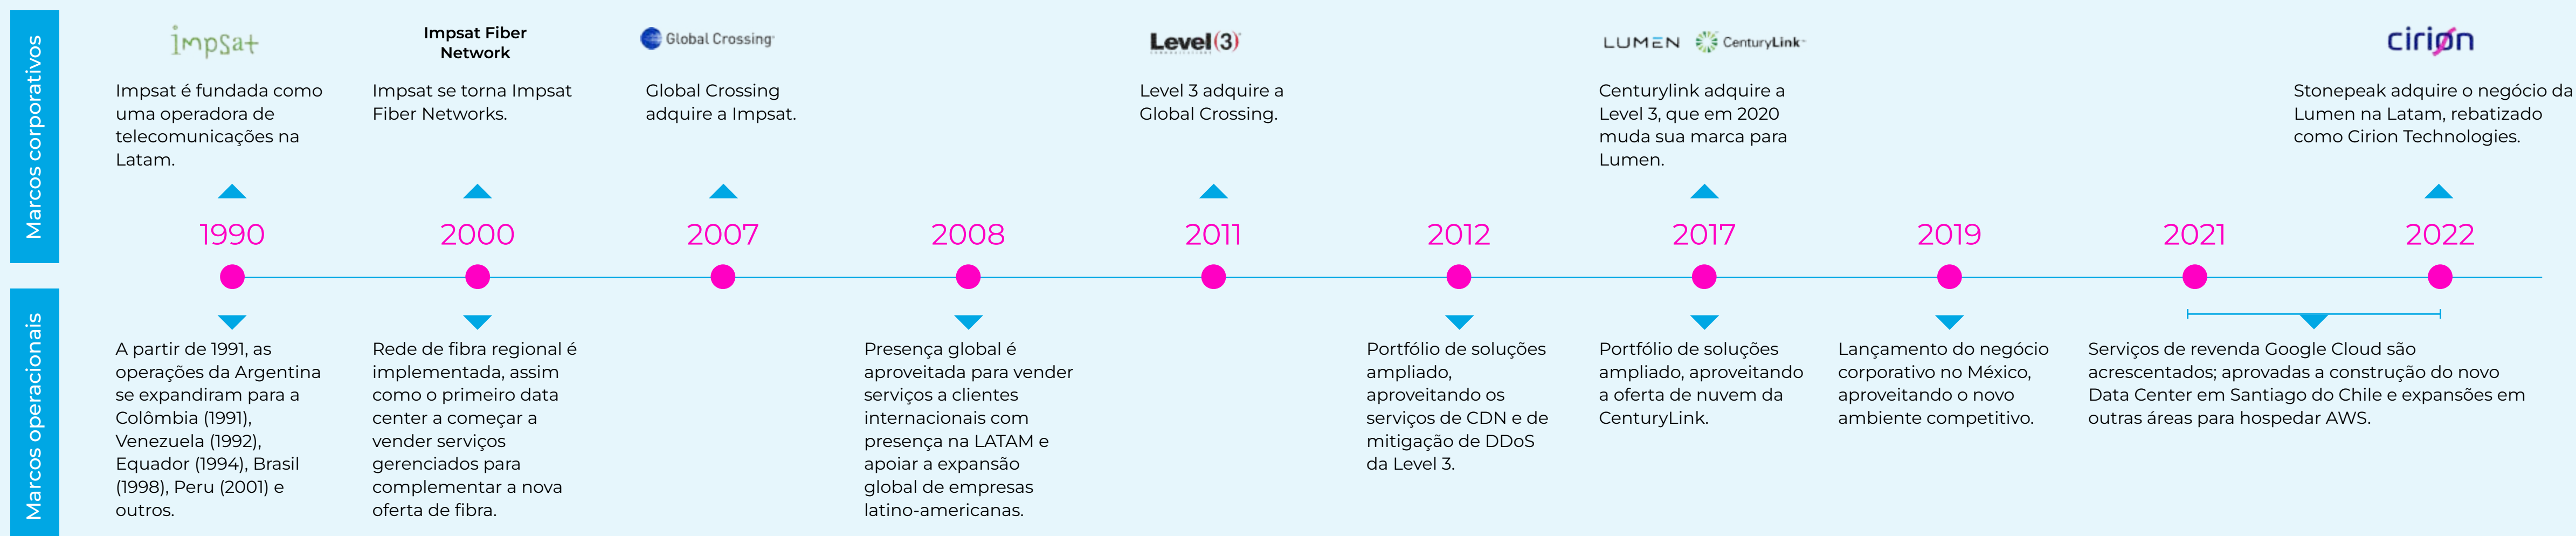 Marcos corporativos
impsat
Impsat é fundada como
uma operadora de
telecomunicações na
Latam.
Impsat Fiber
Network
Impsat se torna Impsat
Fiber Networks.
Global Crossing
Global Crossing
adquire a Impsat.
Level(3)
COMMUNICATIONS
Level 3 adquire a
Global Crossing.
LUMEN
CenturyLink™
Centurylink adquire a
Level 3, que em 2020
muda sua marca para
Lumen.
cirion
Stonepeak adquire o negócio da
Lumen na Latam, rebatizado
como Cirion Technologies.
1990
2000
2007
2008
2011
2012
2017
2019
2021
2022
Marcos operacionais
A partir de 1991, as
operações da Argentina
se expandiram para a
Colômbia (1991),
Venezuela (1992),
Equador (1994), Brasil
(1998), Peru (2001) e
outros.
Rede de fibra regional é
implementada, assim
como o primeiro data
center a começar a
vender serviços
gerenciados para
complementar a nova
oferta de fibra.
Presença global é
aproveitada para vender
serviços a clientes
internacionais com
presença na LATAM e
apoiar a expansão
global de empresas
latino-americanas.
Portfólio de soluções
ampliado,
aproveitando os
serviços de CDN e de
mitigação de DDoS
da Level 3.
Portfólio de soluções
ampliado, aproveitando
a oferta de nuvem da
CenturyLink.
Lançamento do negócio
corporativo no México,
aproveitando o novo
ambiente competitivo.
Serviços de revenda Google Cloud são
acrescentados; aprovadas a construção do novo
Data Center em Santiago do Chile e expansões em
outras áreas para hospedar AWS.